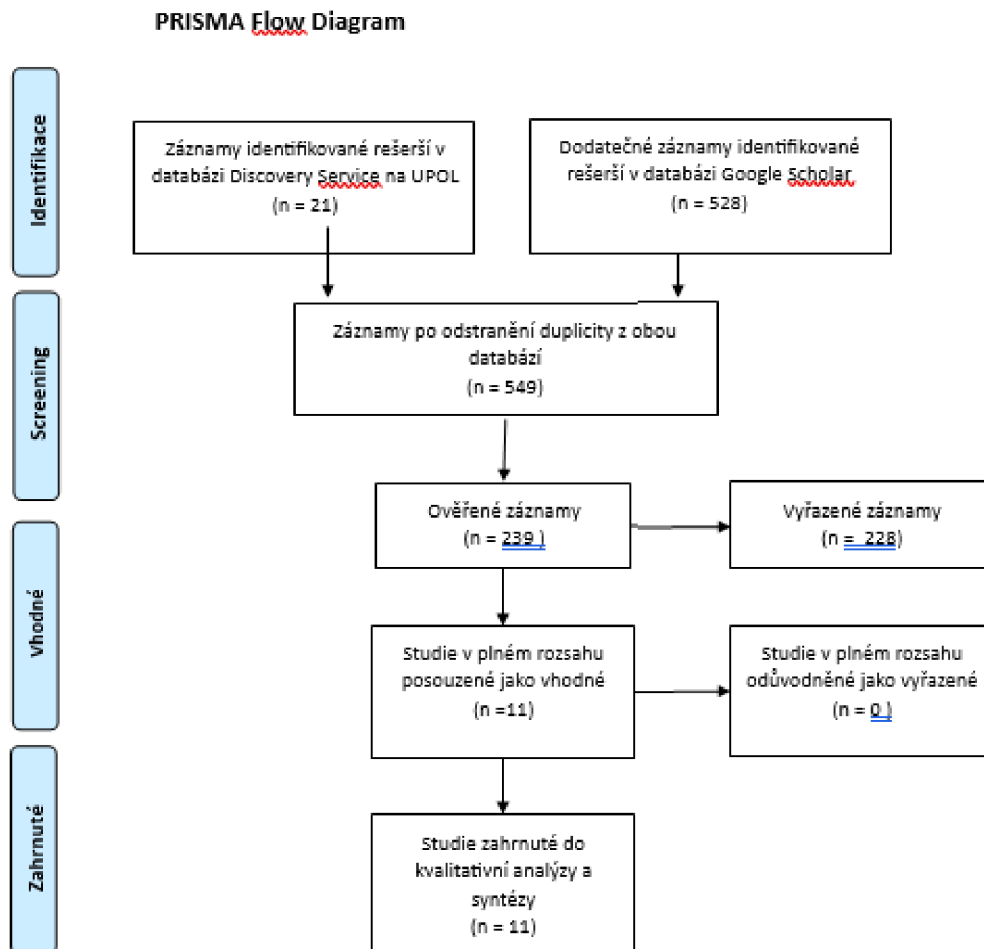 PRISMA Flow Diagram
Identifikace
Záznamy identifikované rešerší v
databázi Discovery Service na UPOL
(n = 21)
Dodatečné záznamy identifikované
rešerší v databázi Google Scholar
(n = 528)
Screening
Záznamy po odstranění duplicity z obou
databází
(n = 549)
Ověřené záznamy
(n = 239 )
Vyřazené záznamy
(n = 228)
Vhodné
Studie v plném rozsahu
posouzené jako vhodné
(n =11)
Studie v plném rozsahu
odůvodněné jako vyřazené
(n = 0 )
Zahrnuté
Studie zahrnuté do
kvalitativní analýzy a
syntézy
(n = 11)